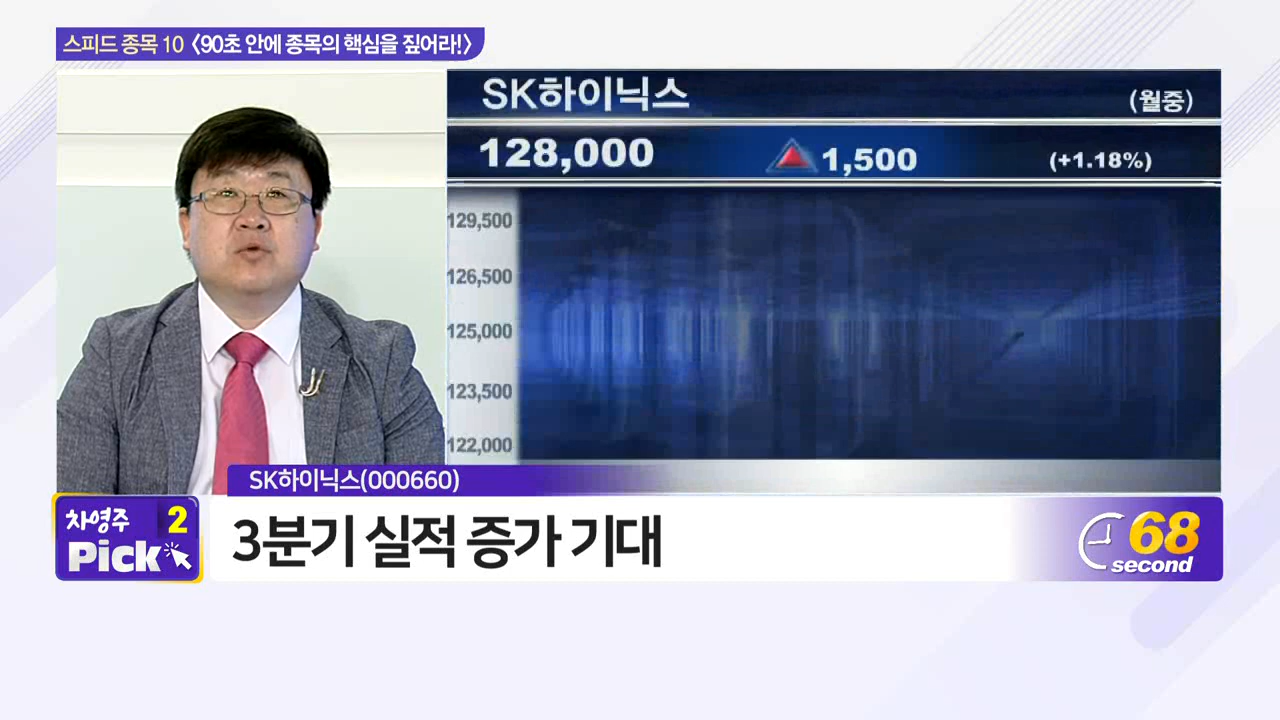 스피드 종목 10 <90초 안에 종목의 핵심을 짚어라!>
SK하이닉스 (월중)
128,000 1,500 (+1.18%)
129,500
126,500
125,000
123,500
122,000
SK하이닉스(000660)
차영주 2
Pick
3분기 실적 증가 기대
68
second